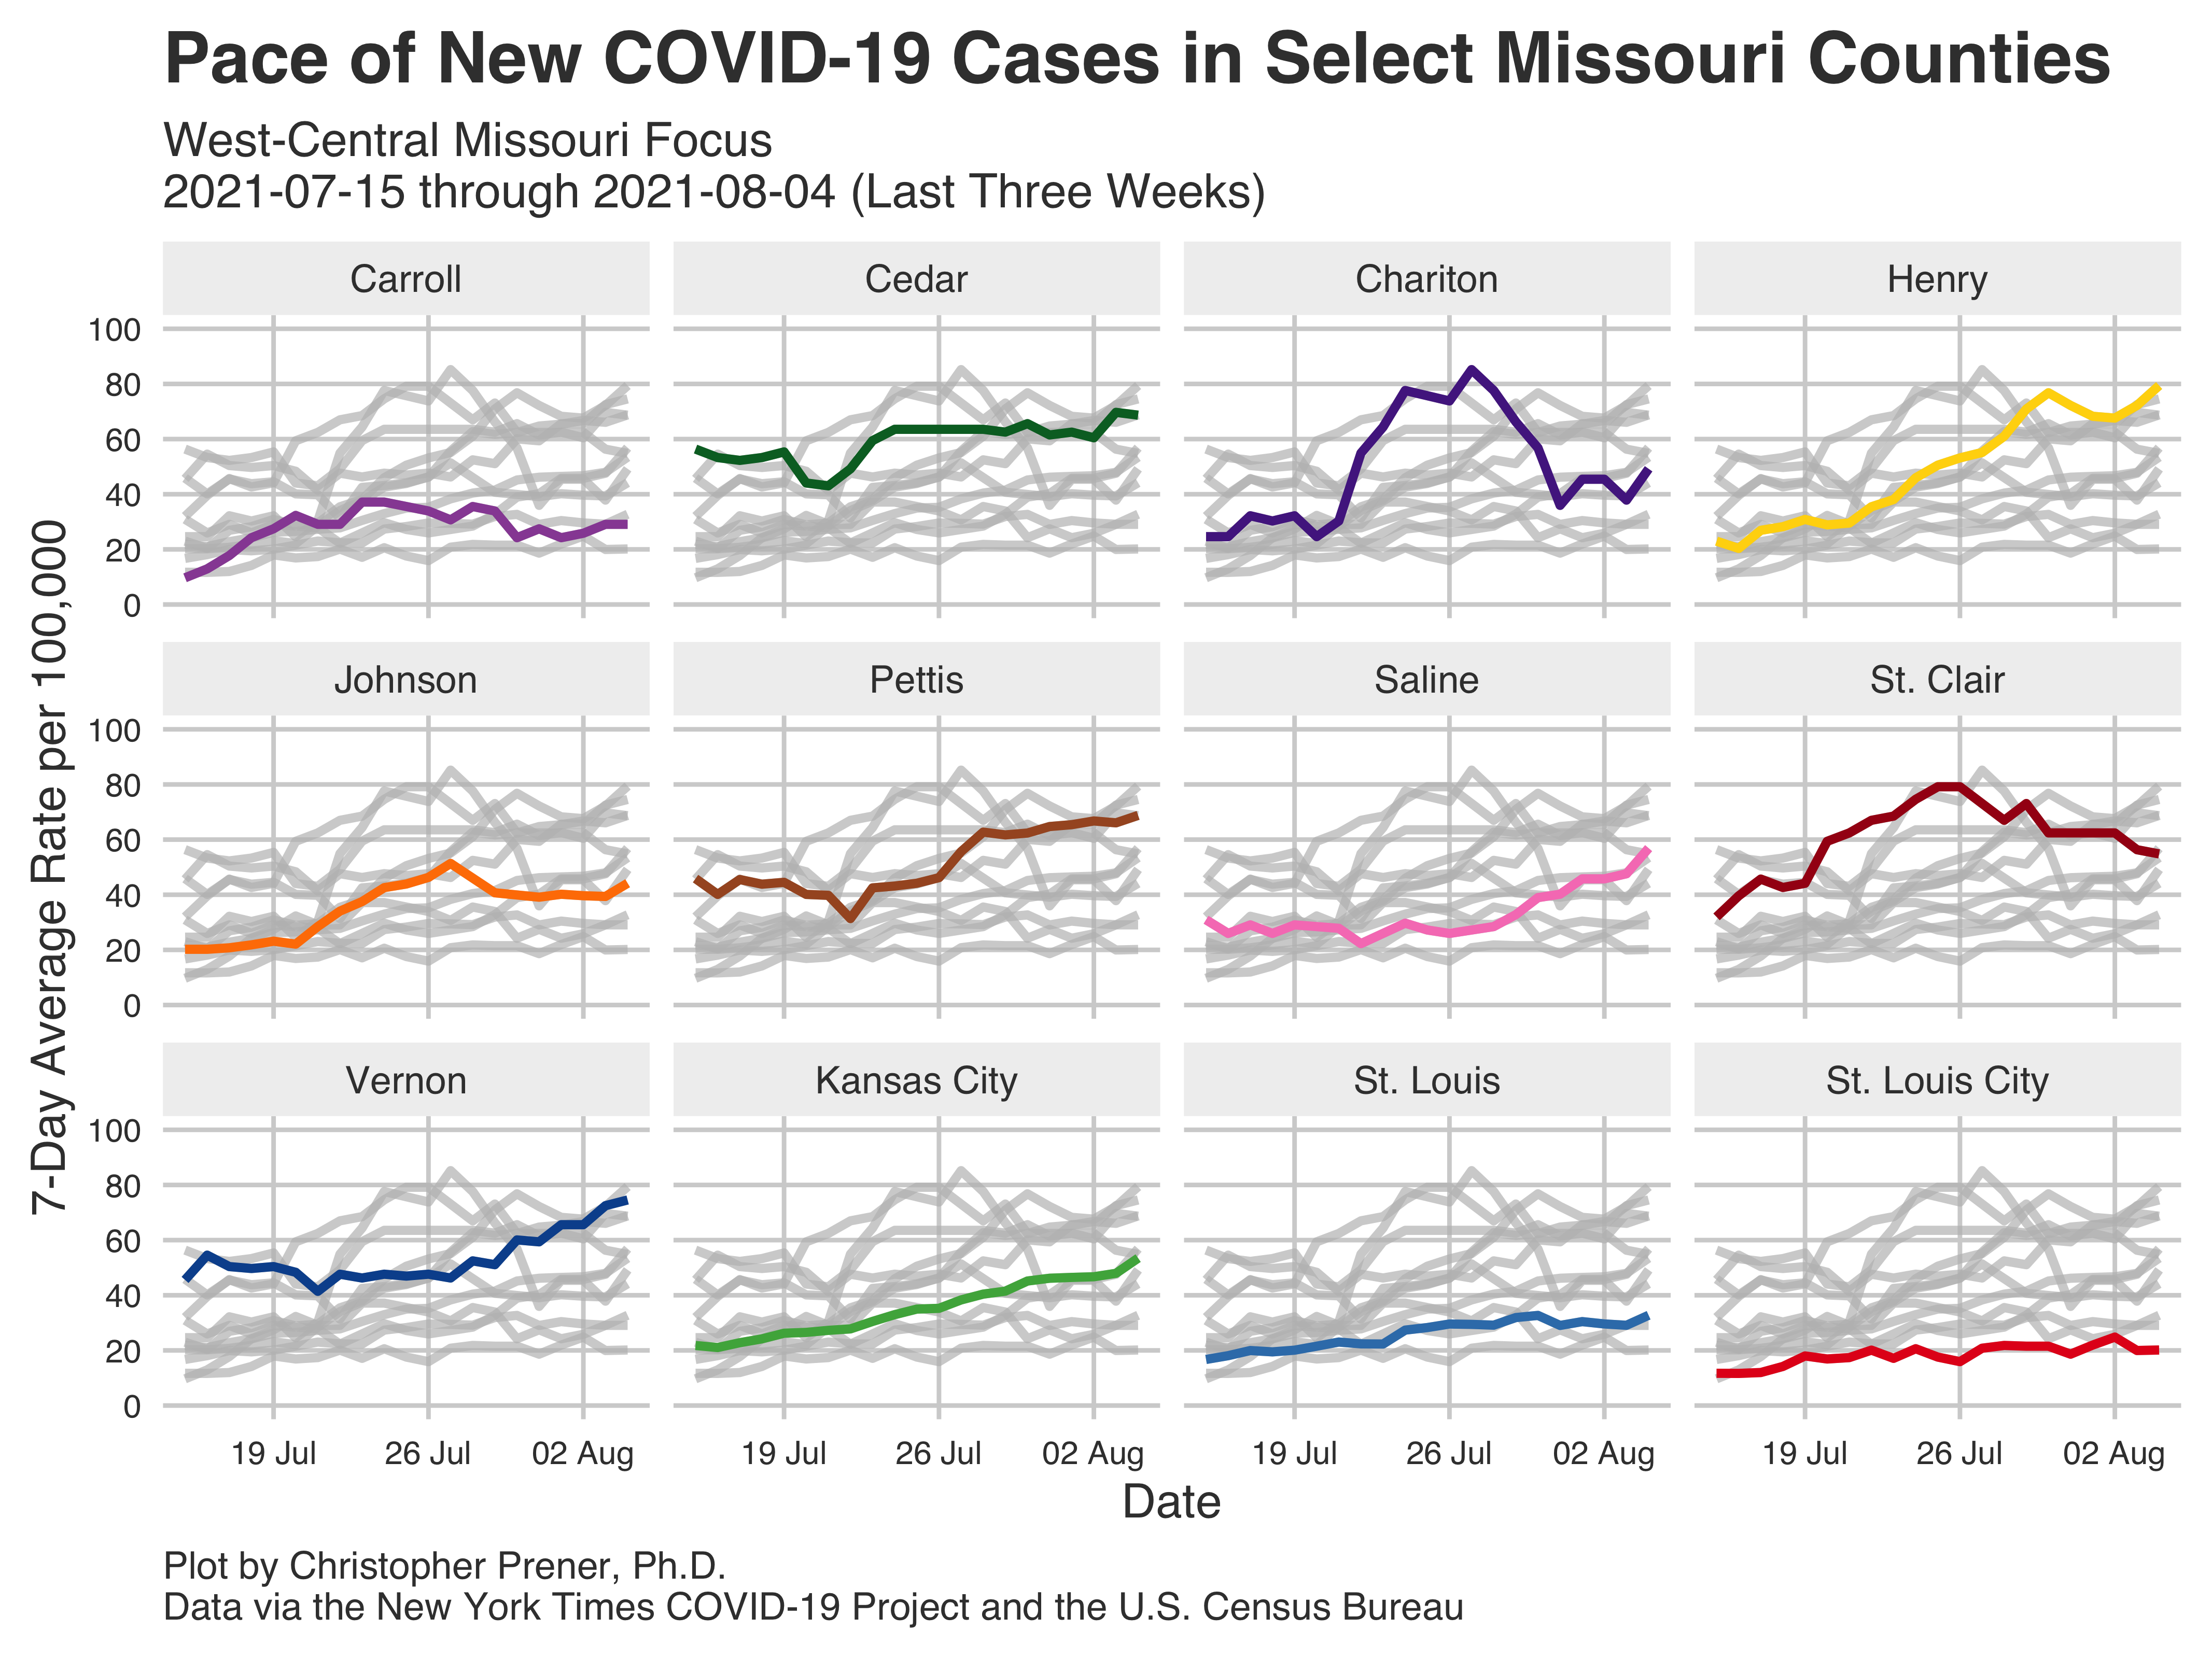 Pace of New COVID-19 Cases in Select Missouri Counties
West-Central Missouri Focus
2021-07-15 through 2021-08-04 (Last Three Weeks)
7-Day Average Rate per 100,000
Carroll
Cedar
Chariton
Henry
100
80
60
40
20
0
Johnson
Pettis
Saline
St. Clair
100
80
60
40
20
0
Vernon
Kansas City
St. Louis
St. Louis City
100
80
60
40
20
0
19 Jul
26 Jul
02 Aug
19 Jul
26 Jul
02 Aug
19 Jul
26 Jul
02 Aug
19 Jul
26 Jul
02 Aug
Date
Plot by Christopher Prener, Ph.D.
Data via the New York Times COVID-19 Project and the U.S. Census Bureau